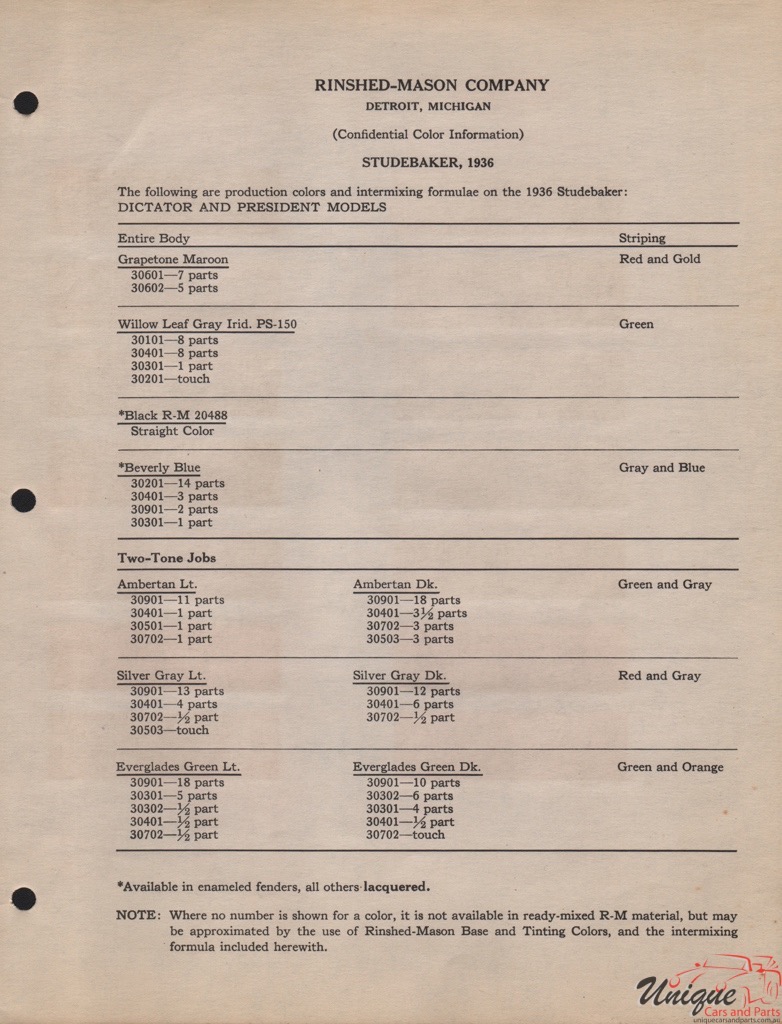 RINSHED-MASON COMPANY
DETROIT, MICHIGAN
(Confidential Color Information)
STUDEBAKER, 1936
The following are production colors and intermixing formulae on the 1936 Studebaker:
DICTATOR AND PRESIDENT MODELS
Entire Body Striping
Grapetone Maroon Red and Gold
30601—7 parts
30602—5 parts
Willow Leaf Gray Irid. PS-150 Green
30101—8 parts
30401—8 parts
30301—1 part
30201—touch
*Black R-M 20488
Straight Color
*Beverly Blue Gray and Blue
30201—14 parts
30401—3 parts
30901—2 parts
30301—1 part
Two-Tone Jobs
Ambertan Lt. Ambertan Dk. Green and Gray
30901—11 parts 30901—18 parts
30401—1 part 30401—3½ parts
30501—1 part 30702—3 parts
30702—1 part 30503—3 parts
Silver Gray Lt. Silver Gray Dk. Red and Gray
30901—13 parts 30901—12 parts
30401—4 parts 30401—6 parts
30702—½ part 30702—½ part
30503—touch
Everglades Green Lt. Everglades Green Dk. Green and Orange
30901—18 parts 30901—10 parts
30301—5 parts 30302—6 parts
30302—½ part 30301—4 parts
30401—½ part 30401—½ part
30702—½ part 30702—touch
*Available in enameled fenders, all others lacquered.
NOTE: Where no number is shown for a color, it is not available in ready-mixed R-M material, but may
be approximated by the use of Rinshed-Mason Base and Tinting Colors, and the intermixing
formula included herewith.
Unique
Cars and Parts
uniquecarsandparts.com.au